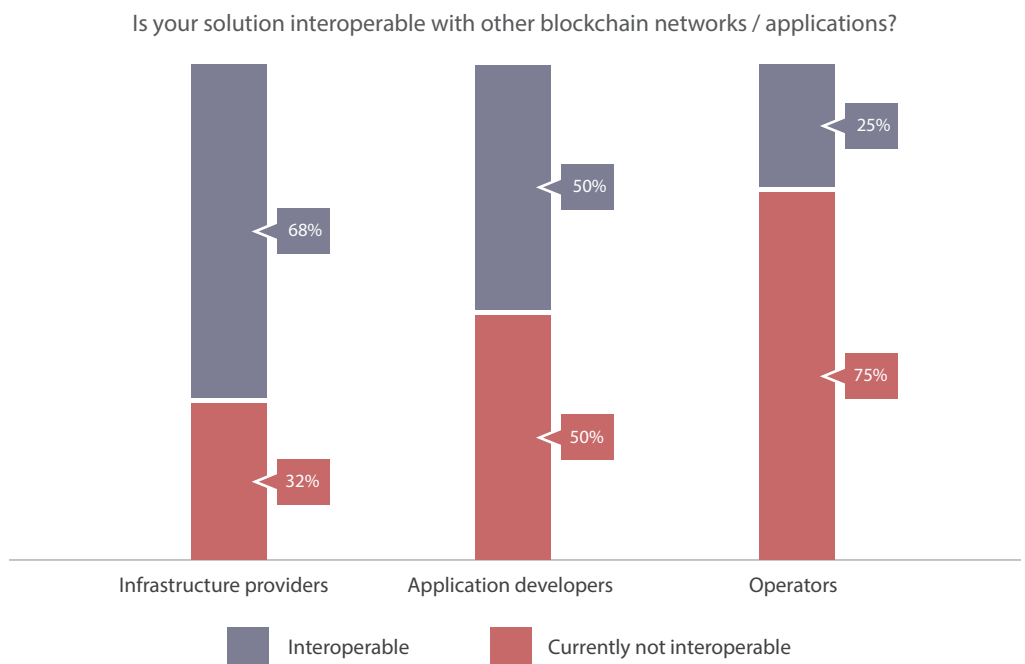 Is your solution interoperable with other blockchain networks / applications?
25%
50%
68%
75%
50%
32%
Infrastructure providers
Application developers
Operators
Interoperable
Currently not interoperable